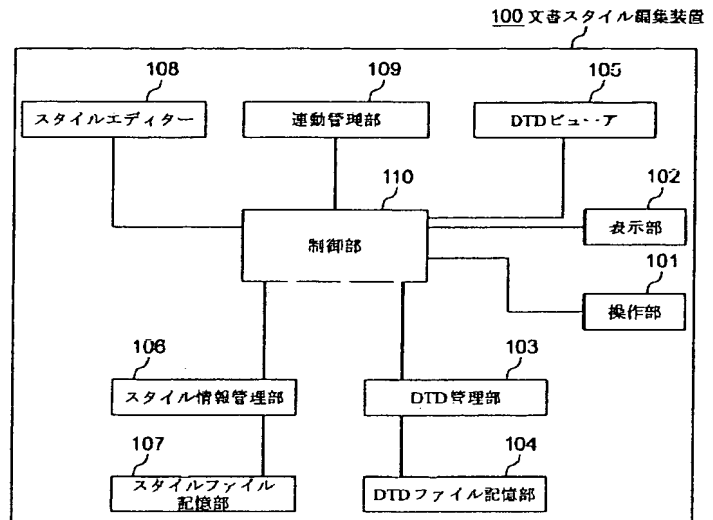 100 文書スタイル編集装置
108
109
105
スタイルエディター
連動管理部
DTDビューア
110
102
制御部
表示部
101
操作部
106
103
スタイル情報管理部
DTD管理部
107
104
スタイルファイル
記憶部
DTDファイル記憶部